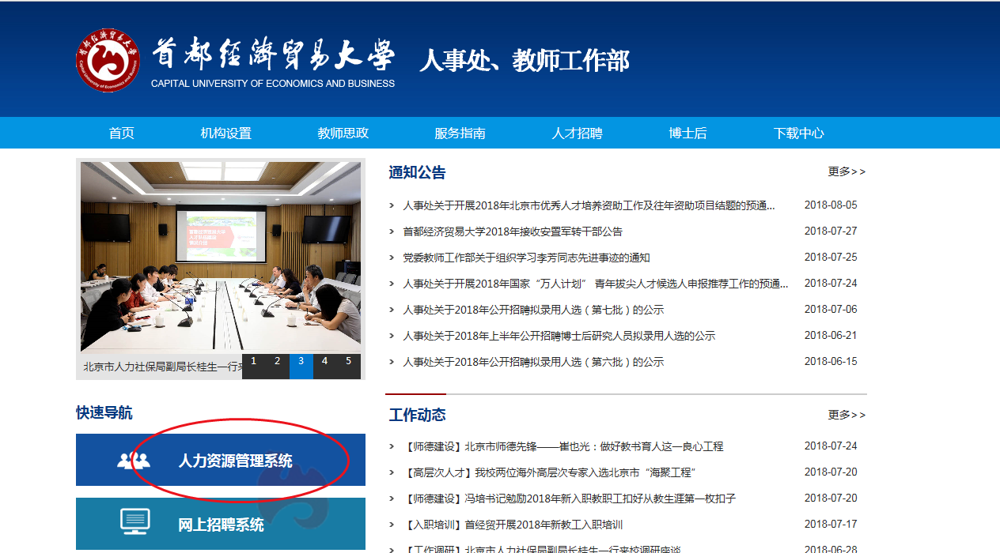 首都经济贸易大学
CAPITAL UNIVERSITY OF ECONOMICS AND BUSINESS
人事处、教师工作部
首页 机构设置 教师思政 服务指南 人才招聘 博士后 下载中心
北京市人力社保局副局长桂生一行来
1 2 3 4 5
通知公告 更多>>
人事处关于开展2018年北京市优秀人才培养资助工作及往年资助项目结题的预通... 2018-08-05
首都经济贸易大学2018年接收安置军转干部公告 2018-07-27
党委教师工作部关于组织学习李芳同志先进事迹的通知 2018-07-25
人事处关于开展2018年国家“万人计划” 青年拔尖人才候选人申报推荐工作的预通... 2018-07-24
人事处关于2018年公开招聘拟录用人选（第七批）的公示 2018-07-06
人事处关于2018年上半年公开招聘博士后研究人员拟录用人选的公示 2018-06-21
人事处关于2018年公开招聘拟录用人选（第六批）的公示 2018-06-15
快速导航
人力资源管理系统
网上招聘系统
工作动态 更多>>
【师德建设】北京市师德先锋——崔也光：做好教书育人这一良心工程 2018-07-24
【高层次人才】我校两位海外高层次专家入选北京市“海聚工程” 2018-07-20
【师德建设】冯培书记勉励2018年新入职教职工扣好从教生涯第一枚扣子 2018-07-20
【入职培训】首经贸开展2018年新教工入职培训 2018-07-17
【工作调研】北京市人力社保局副局长桂生一行来校调研座谈 2018-06-28